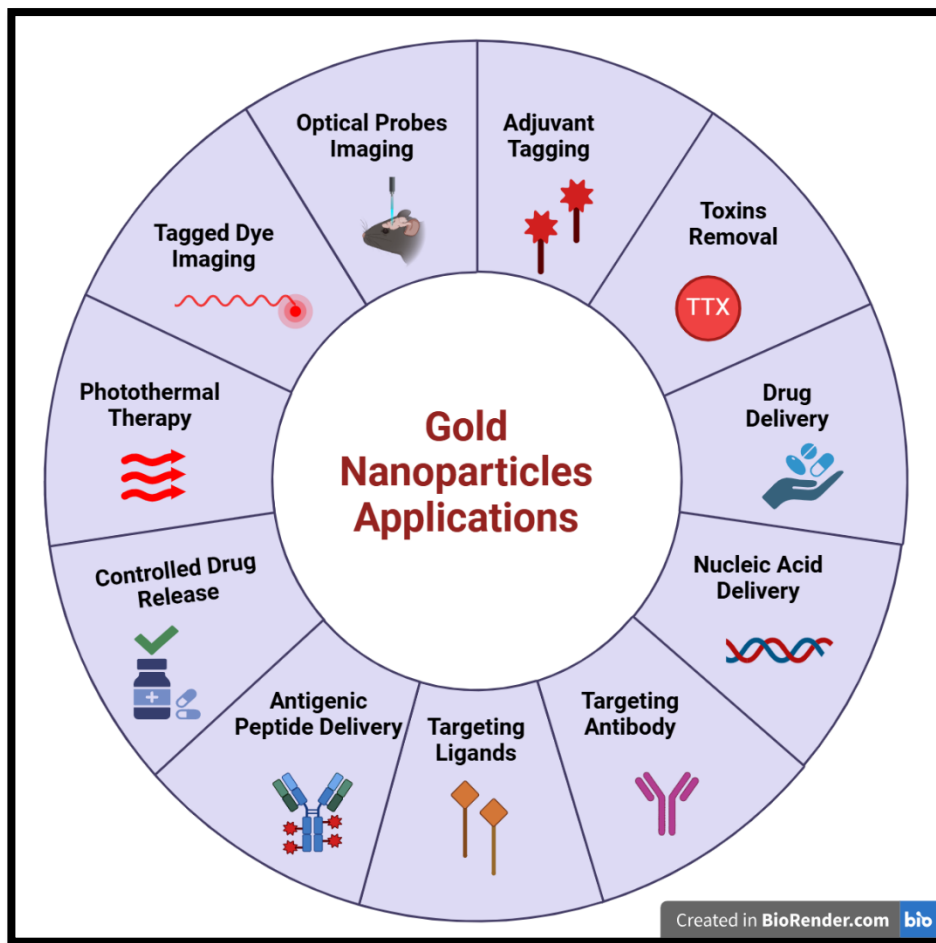 Optical Probes
Imaging
Adjuvant
Tagging
Toxins
Removal
TTX
Drug
Delivery
Nucleic Acid
Delivery
Targeting
Antibody
Targeting
Ligands
Antigenic
Peptide Delivery
Controlled Drug
Release
Photothermal
Therapy
Tagged Dye
Imaging
Gold
Nanoparticles
Applications
Created in BioRender.com bio